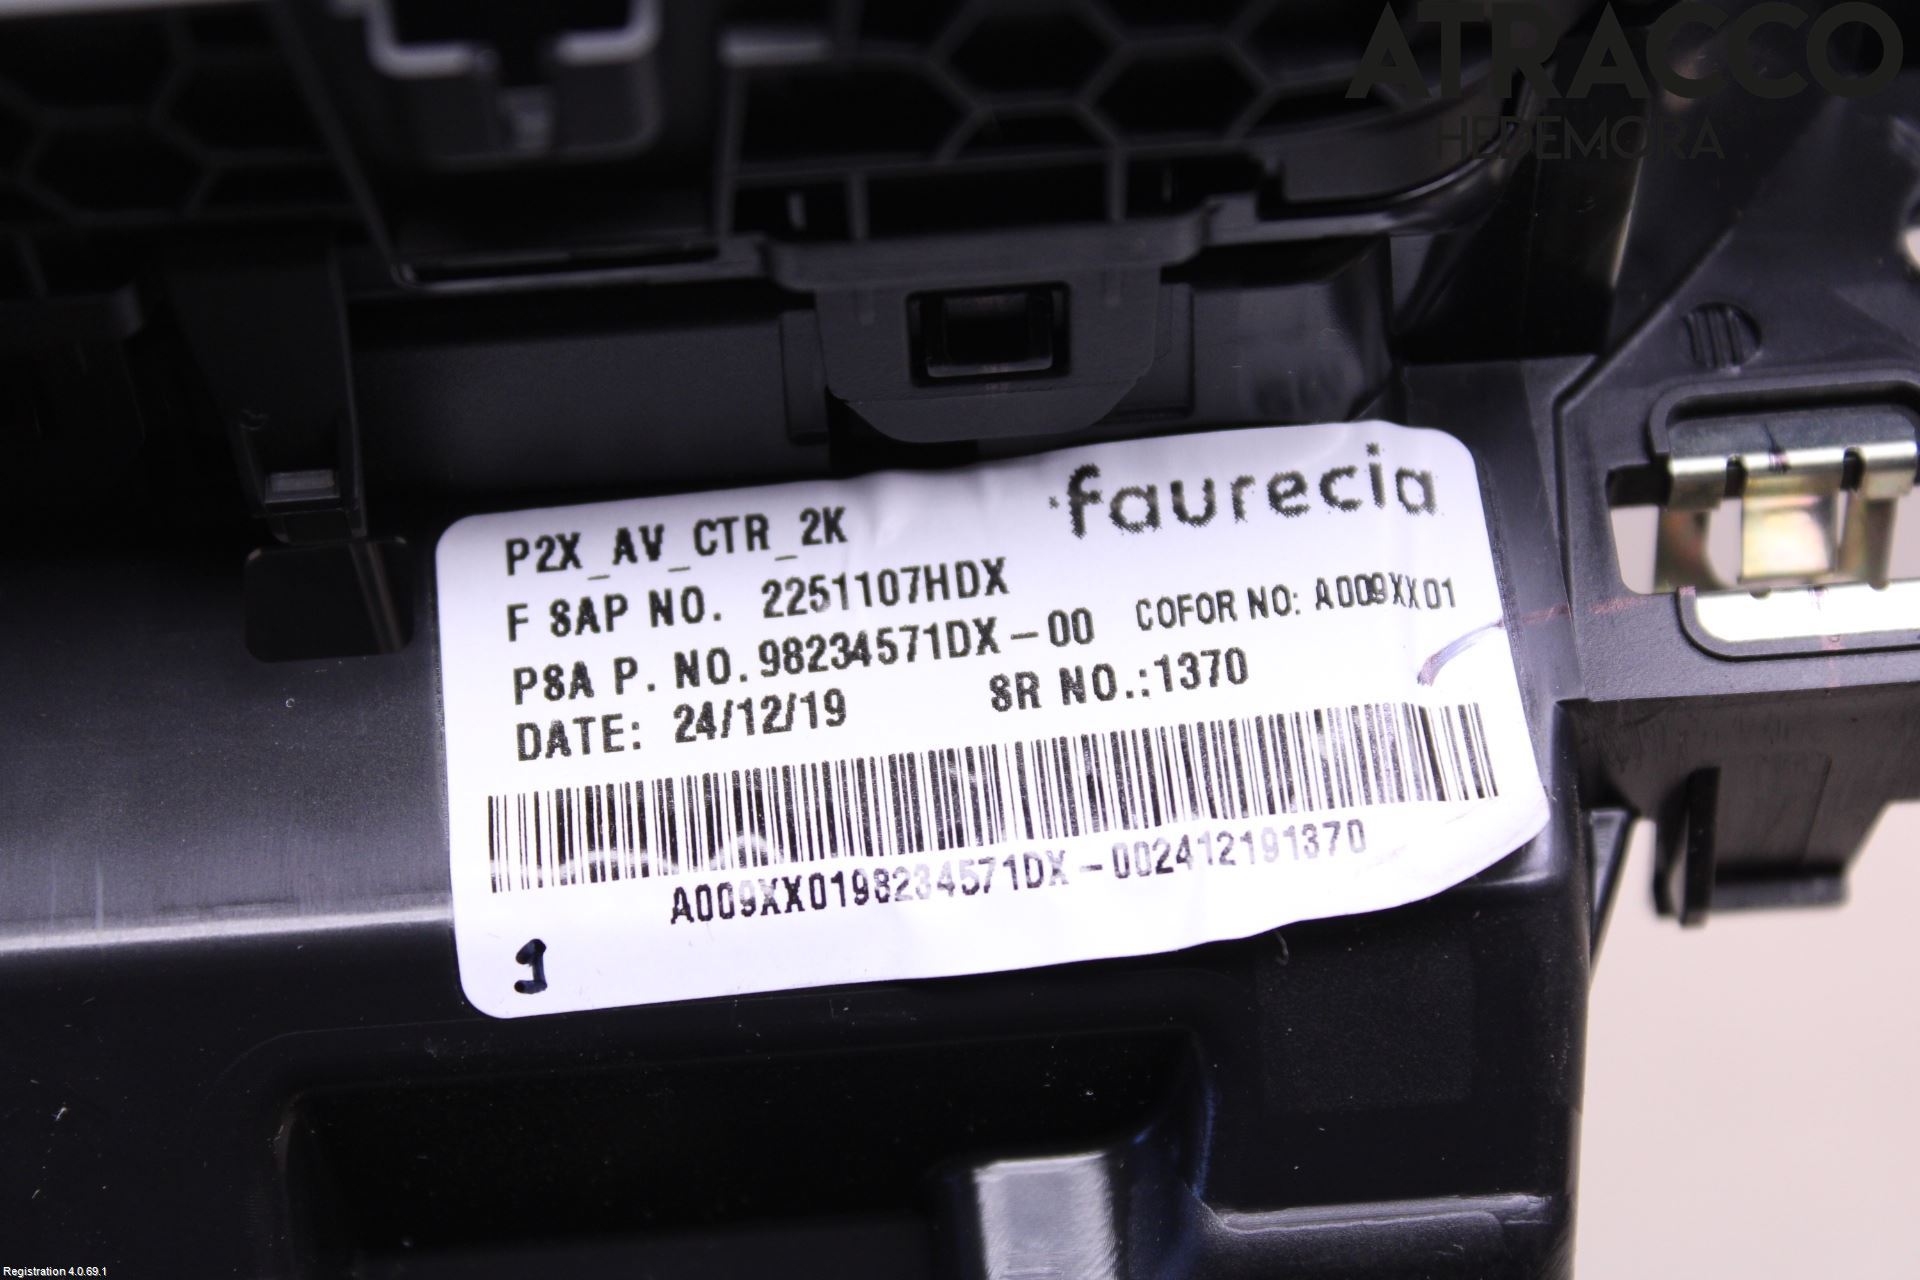 ATRACCO
HEDEMORA
faurecia
P2X_AV_CTR_2K
F SAP NO. 2251107HDX
PSA P. NO. 98234571DX-00 COFOR NO: A009XX01
DATE: 24/12/19 SR NO.:1370
A009XX0198234571DX-002412191370
1
Registration 4.0.69.1